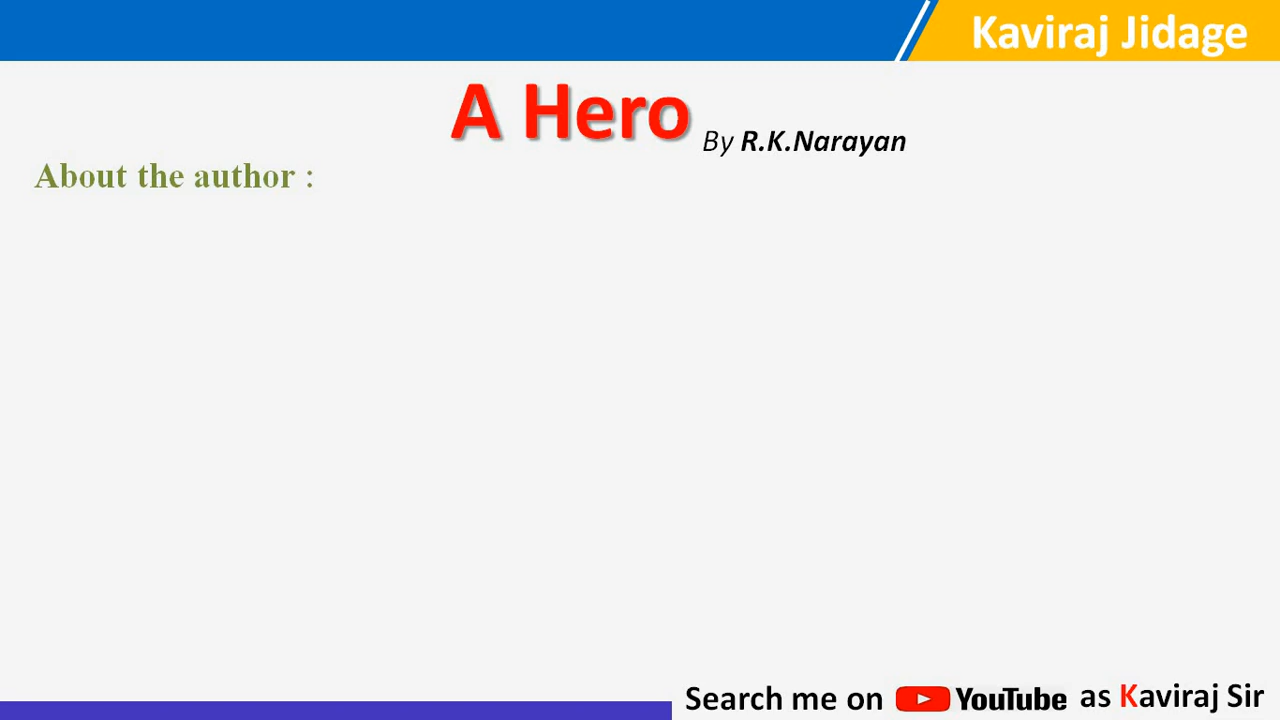 Kaviraj Jidage
A Hero By R.K.Narayan
About the author :
Search me on YouTube as Kaviraj Sir